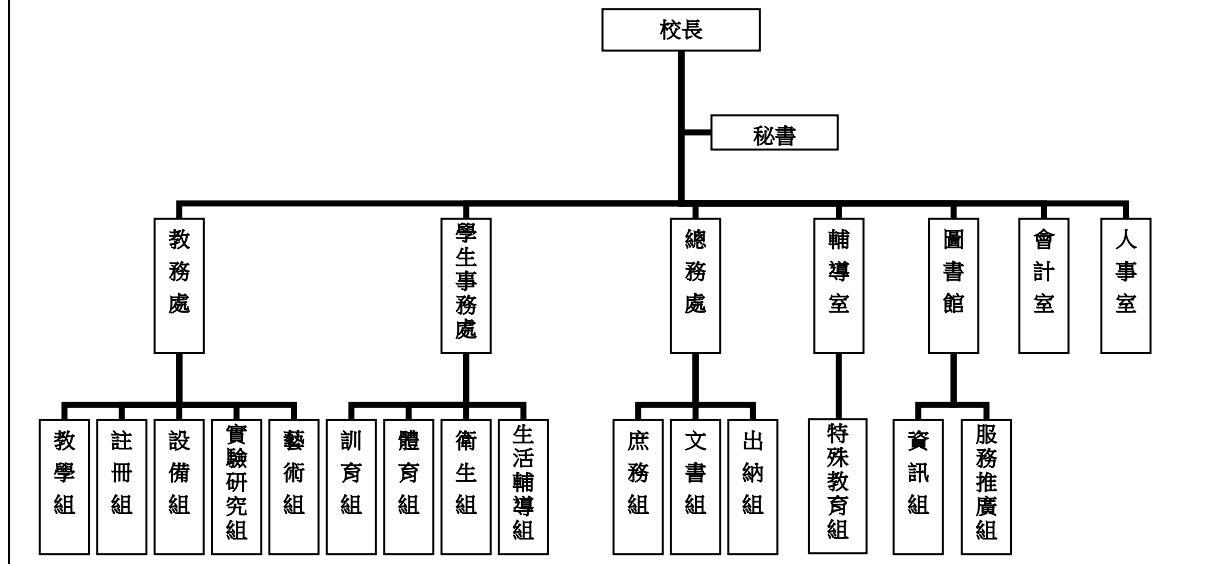 校長
秘書
教務處
學生事務處
總務處
輔導室
圖書館
會計室
人事室
教學組
註冊組
設備組
實驗研究組
藝術組
訓育組
體育組
衛生組
生活輔導組
庶務組
文書組
出納組
特殊教育組
資訊組
服務推廣組